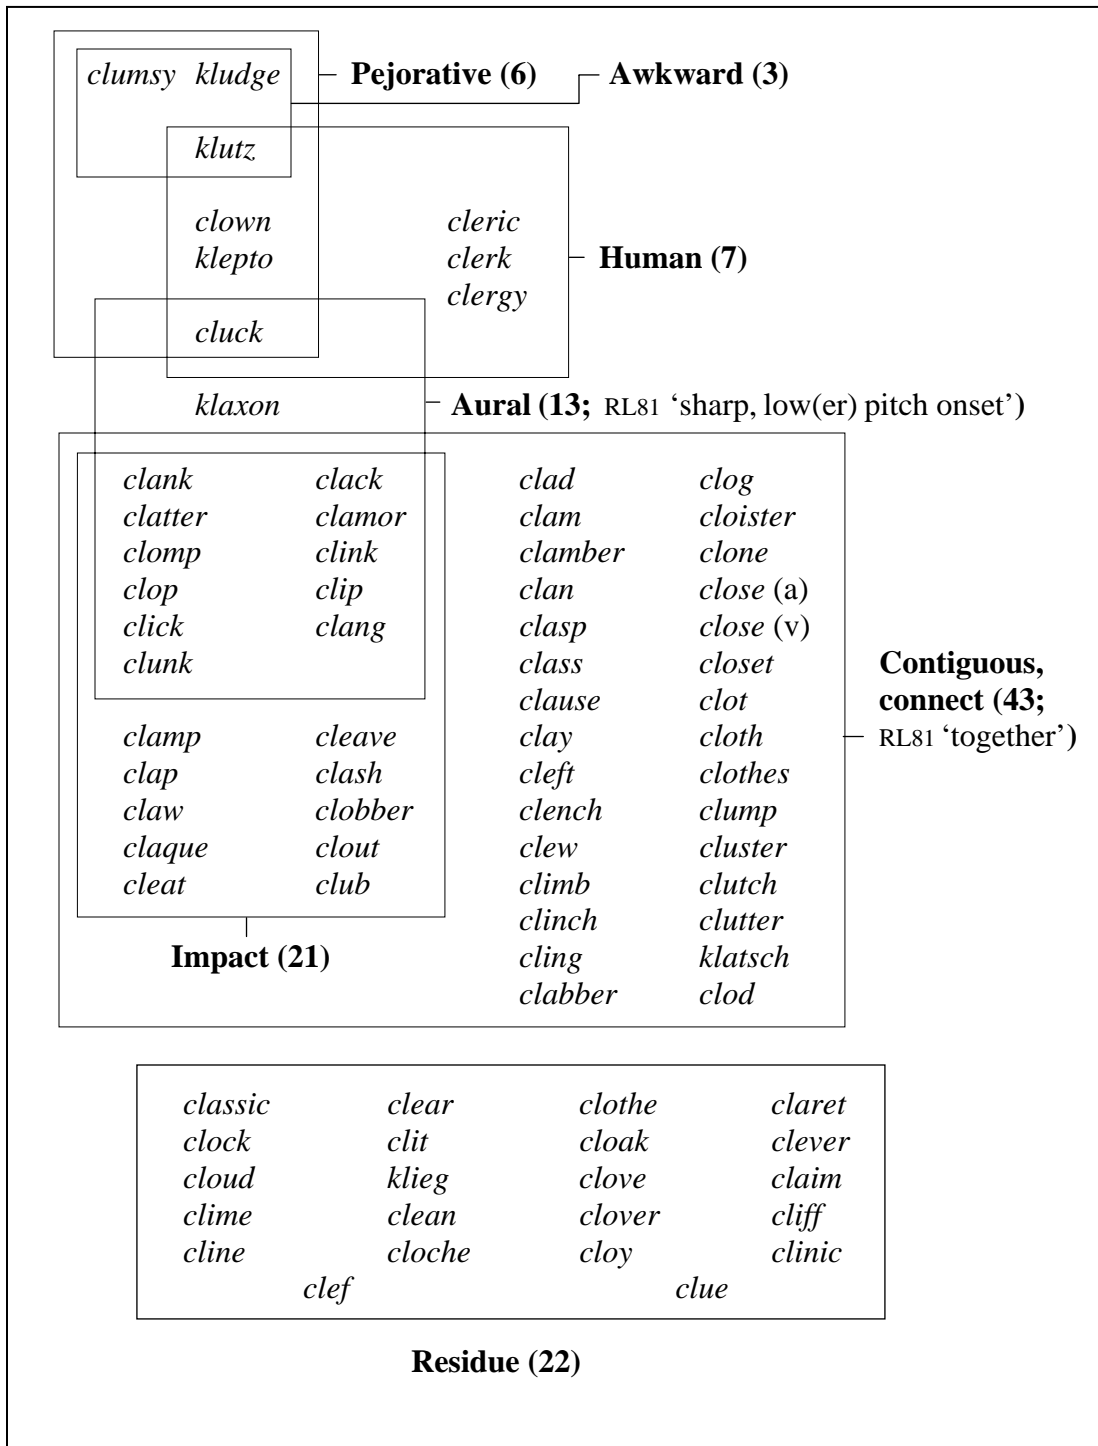 clumsy kludge Pejorative (6) Awkward (3)
klutz
clown cleric
klepto clerk Human (7)
clergy
cluck
klaxon Aural (13; RL81 ‘sharp, low(er) pitch onset’)
clank clack clad clog
clatter clamor clam cloister
clomp clink clamber clone
clop clip clan close (a)
click clang clasp close (v)
clunk class closet Contiguous,
clause clot connect (43;
clamp cleave clay cloth RL81 ‘together’)
clap clash cleft clothes
claw clobber clench clump
claque clout clew cluster
cleat club climb clutch
clinch clutter
Impact (21) cling klatsch
clabber clod
classic clear clothe claret
clock clit cloak clever
cloud klieg clove claim
clime clean clover cliff
cline cloche cloy clinic
clef clue
Residue (22)